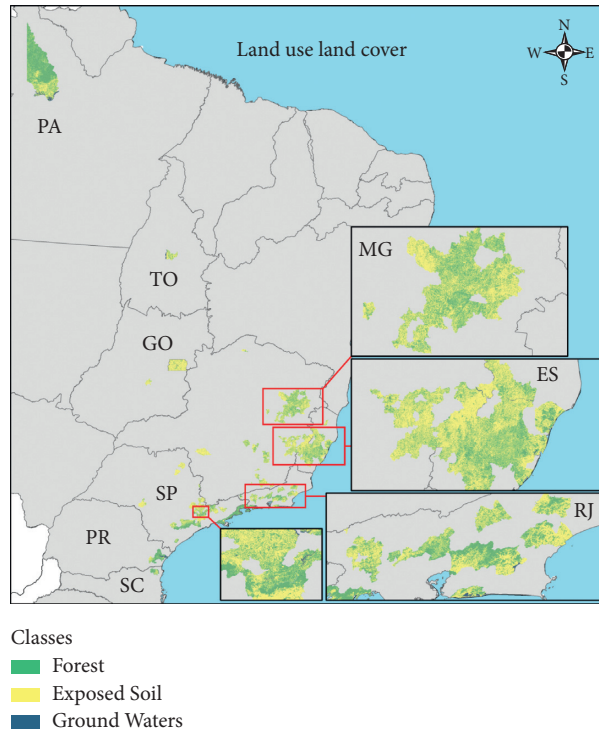 Land use land cover
N
W E
S
PA
TO
GO
MG
ES
SP
RJ
PR
SC
Classes
Forest
Exposed Soil
Ground Waters